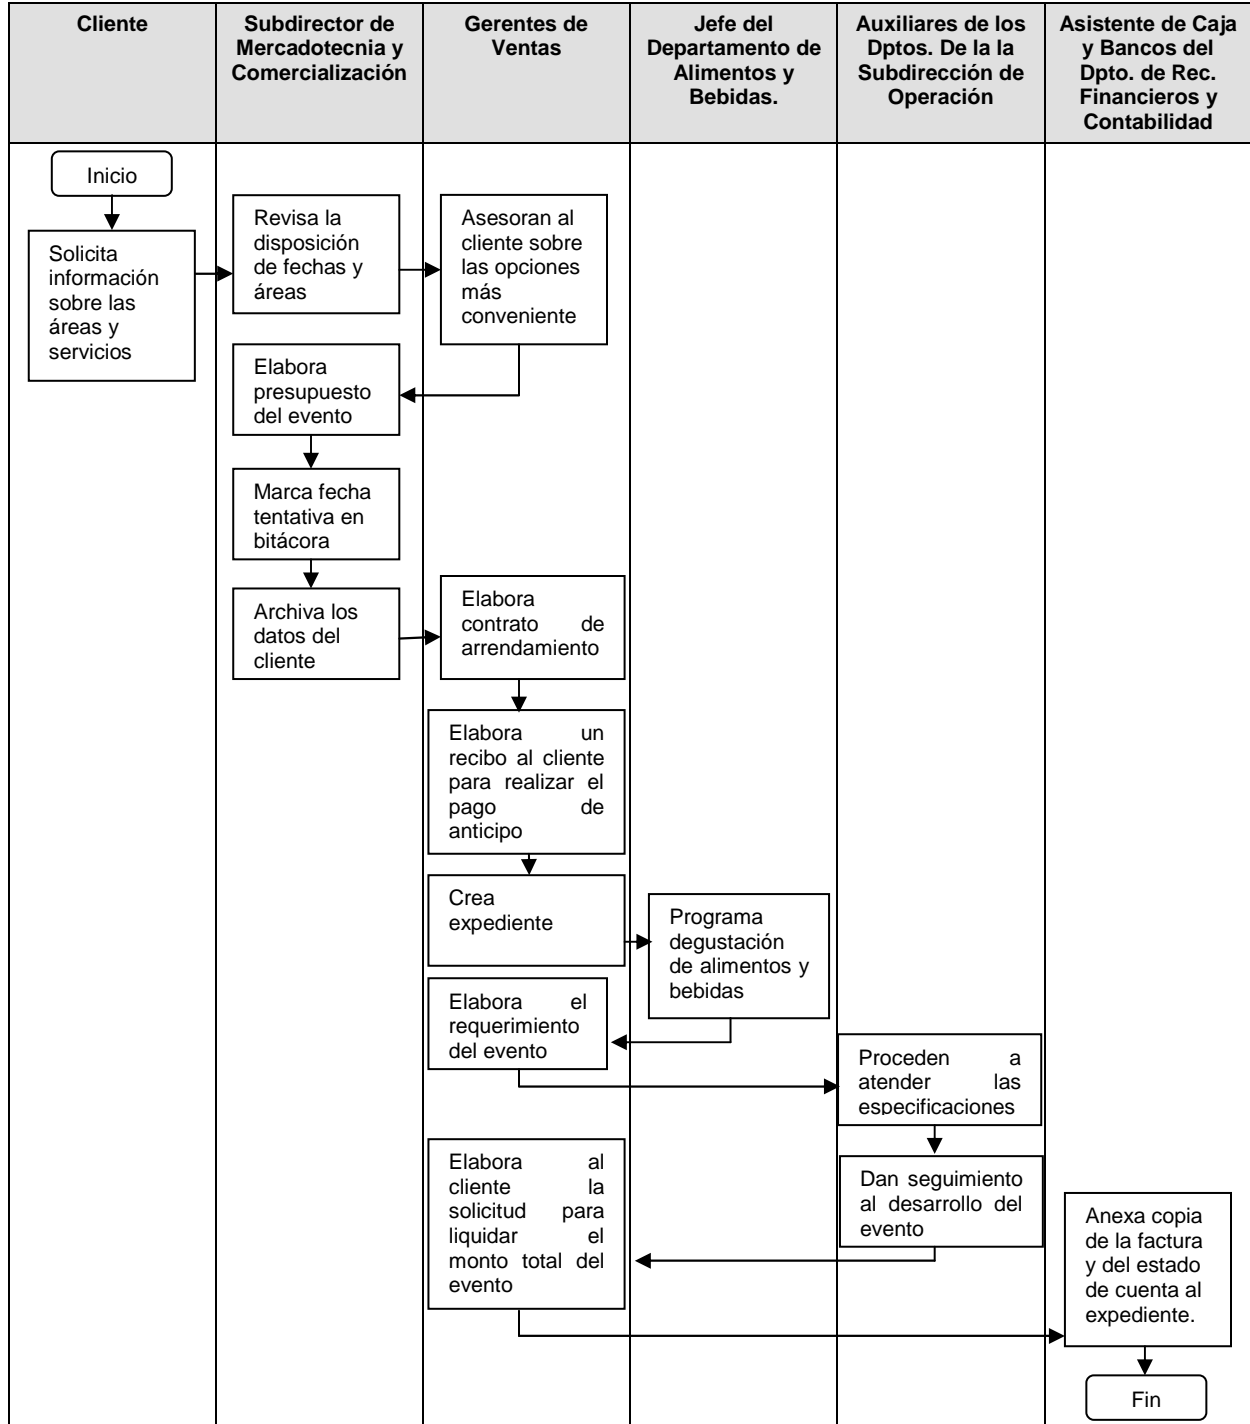 Cliente
Subdirector de
Mercadotecnia y
Comercialización
Gerentes de
Ventas
Jefe del
Departamento de
Alimentos y
Bebidas.
Auxiliares de los
Dptos. De la la
Subdirección de
Operación
Asistente de Caja
y Bancos del
Dpto. de Rec.
Financieros y
Contabilidad
Inicio
Solicita
información
sobre las
áreas y
servicios
Revisa la
disposición
de fechas y
áreas
Asesoran al
cliente sobre
las opciones
más
conveniente
Elabora
presupuesto
del evento
Marca fecha
tentativa en
bitácora
Archiva los
datos del
cliente
Elabora
contrato de
arrendamiento
Elabora un
recibo al cliente
para realizar el
pago de
anticipo
Crea
expediente
Programa
degustación
de alimentos y
bebidas
Elabora el
requerimiento
del evento
Proceden a
atender las
especificaciones
Dan seguimiento
al desarrollo del
evento
Elabora al
cliente la
solicitud para
liquidar el
monto total del
evento
Anexa copia
de la factura
y del estado
de cuenta al
expediente.
Fin